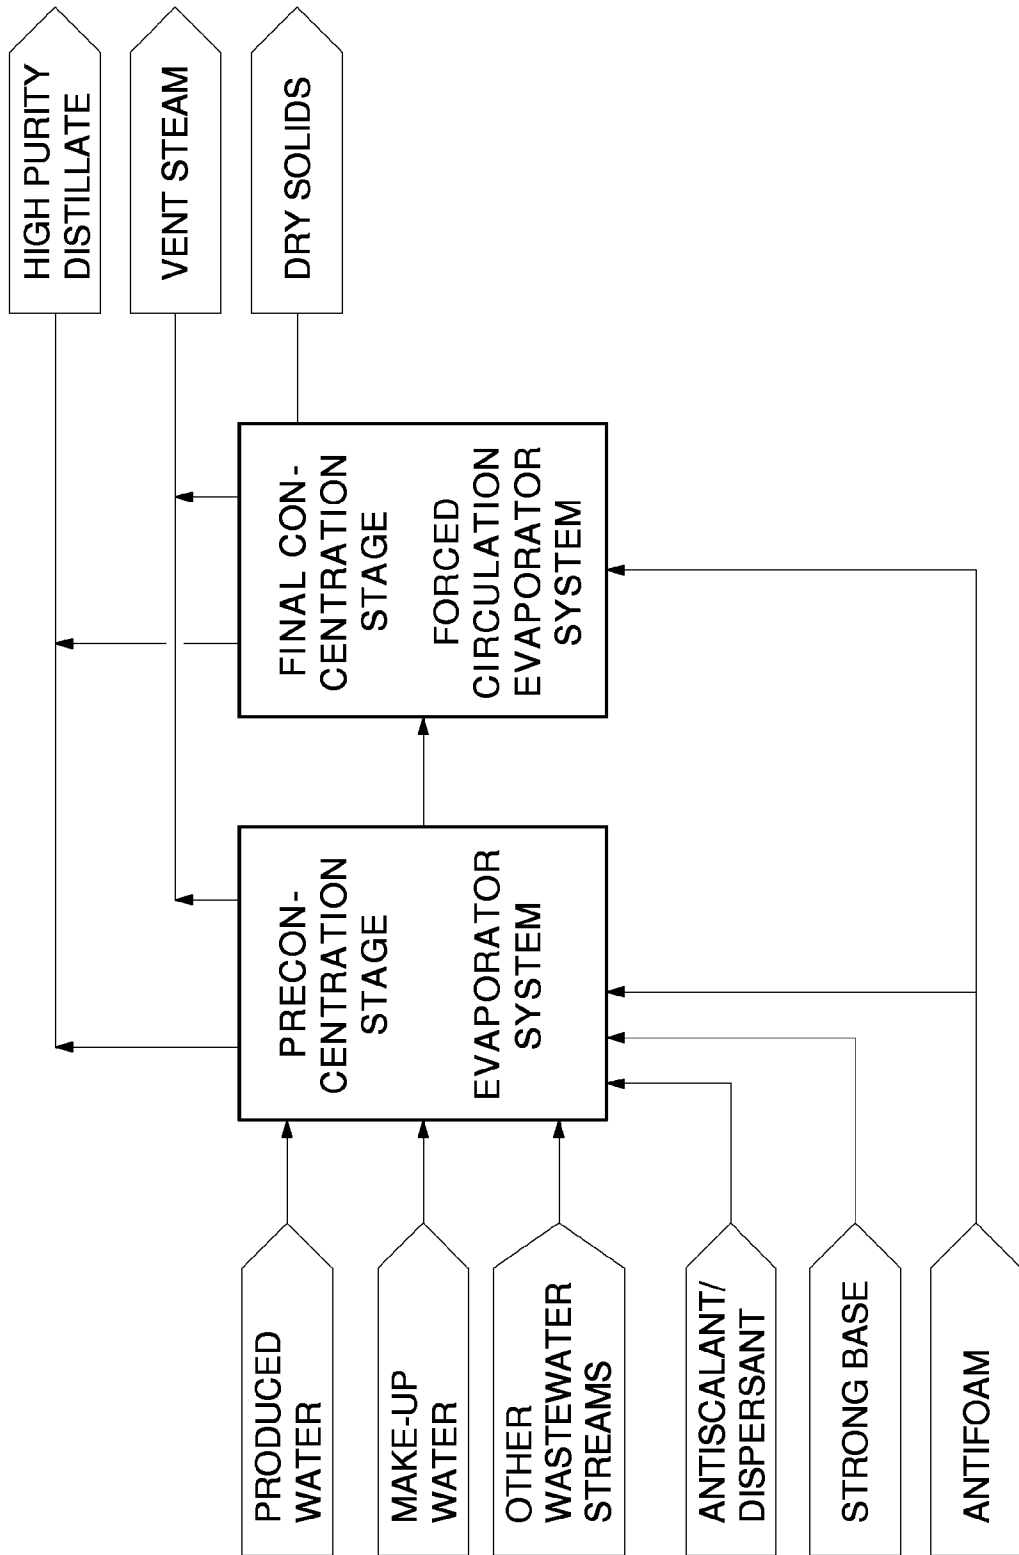 HIGH PURITY
DISTILLATE
VENT STEAM
DRY SOLIDS
PRECON-
CENTRATION
STAGE
EVAPORATOR
SYSTEM
FINAL CON-
CENTRATION
STAGE
FORCED
CIRCULATION
EVAPORATOR
SYSTEM
PRODUCED
WATER
MAKE-UP
WATER
OTHER
WASTEWATER
STREAMS
ANTISCALANT/
DISPERSANT
STRONG BASE
ANTIFOAM